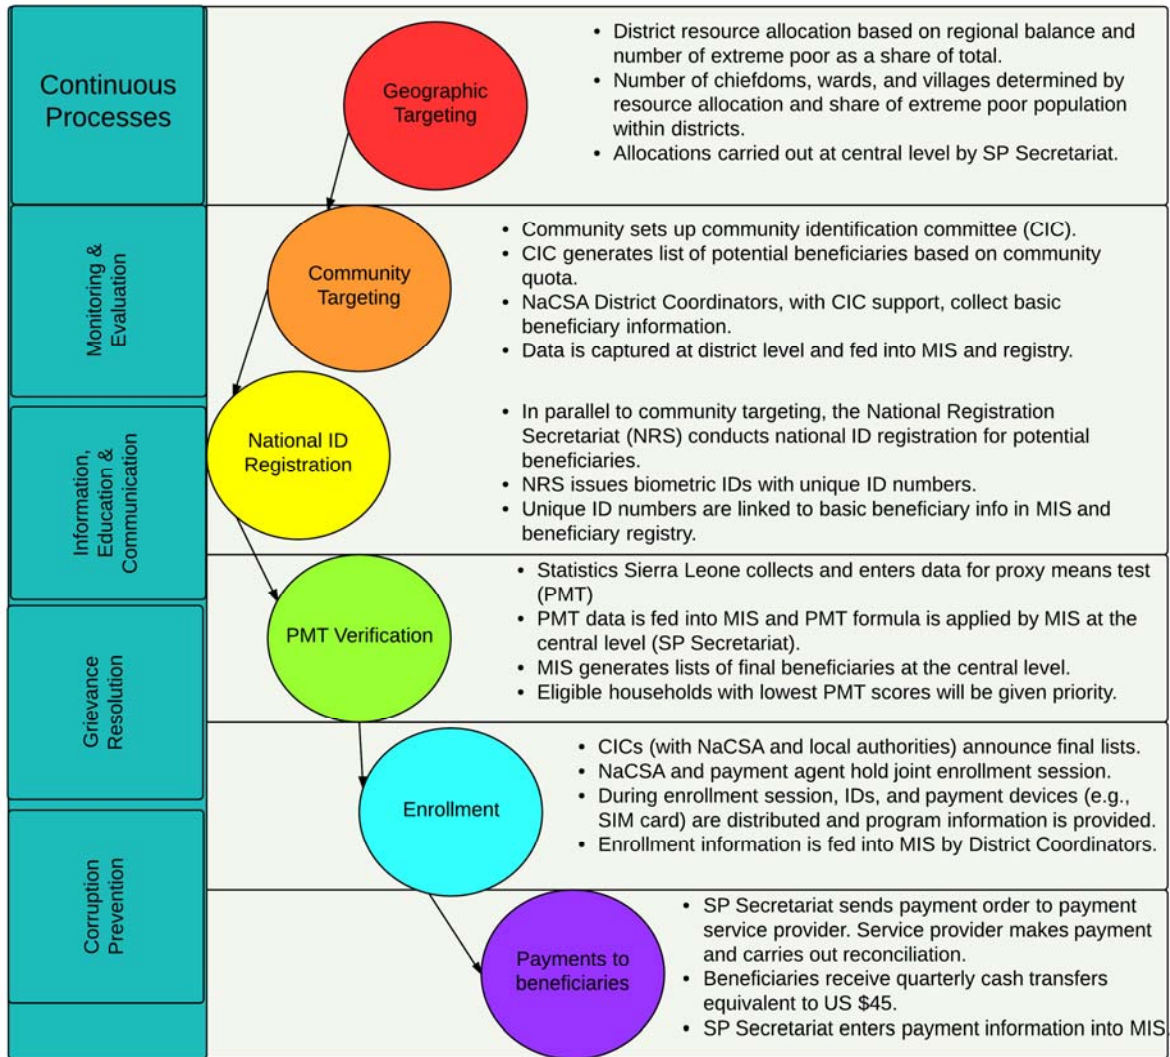 Continuous
Processes
Monitoring &
Evaluation
Information,
Education &
Communication
Grievance
Resolution
Corruption
Prevention
Geographic
Targeting
• District resource allocation based on regional balance and
number of extreme poor as a share of total.
• Number of chiefdoms, wards, and villages determined by
resource allocation and share of extreme poor population
within districts.
• Allocations carried out at central level by SP Secretariat.
Community
Targeting
• Community sets up community identification committee (CIC).
• CIC generates list of potential beneficiaries based on community
quota.
• NaCSA District Coordinators, with CIC support, collect basic
beneficiary information.
• Data is captured at district level and fed into MIS and registry.
National ID
Registration
• In parallel to community targeting, the National Registration
Secretariat (NRS) conducts national ID registration for potential
beneficiaries.
• NRS issues biometric IDs with unique ID numbers.
• Unique ID numbers are linked to basic beneficiary info in MIS and
beneficiary registry.
PMT Verification
• Statistics Sierra Leone collects and enters data for proxy means test
(PMT)
• PMT data is fed into MIS and PMT formula is applied by MIS at the
central level (SP Secretariat).
• MIS generates lists of final beneficiaries at the central level.
• Eligible households with lowest PMT scores will be given priority.
Enrollment
• CICs (with NaCSA and local authorities) announce final lists.
• NaCSA and payment agent hold joint enrollment session.
• During enrollment session, IDs, and payment devices (e.g.,
SIM card) are distributed and program information is provided.
• Enrollment information is fed into MIS by District Coordinators.
Payments to
beneficiaries
• SP Secretariat sends payment order to payment
service provider. Service provider makes payment
and carries out reconciliation.
• Beneficiaries receive quarterly cash transfers
equivalent to US $45.
• SP Secretariat enters payment information into MIS.